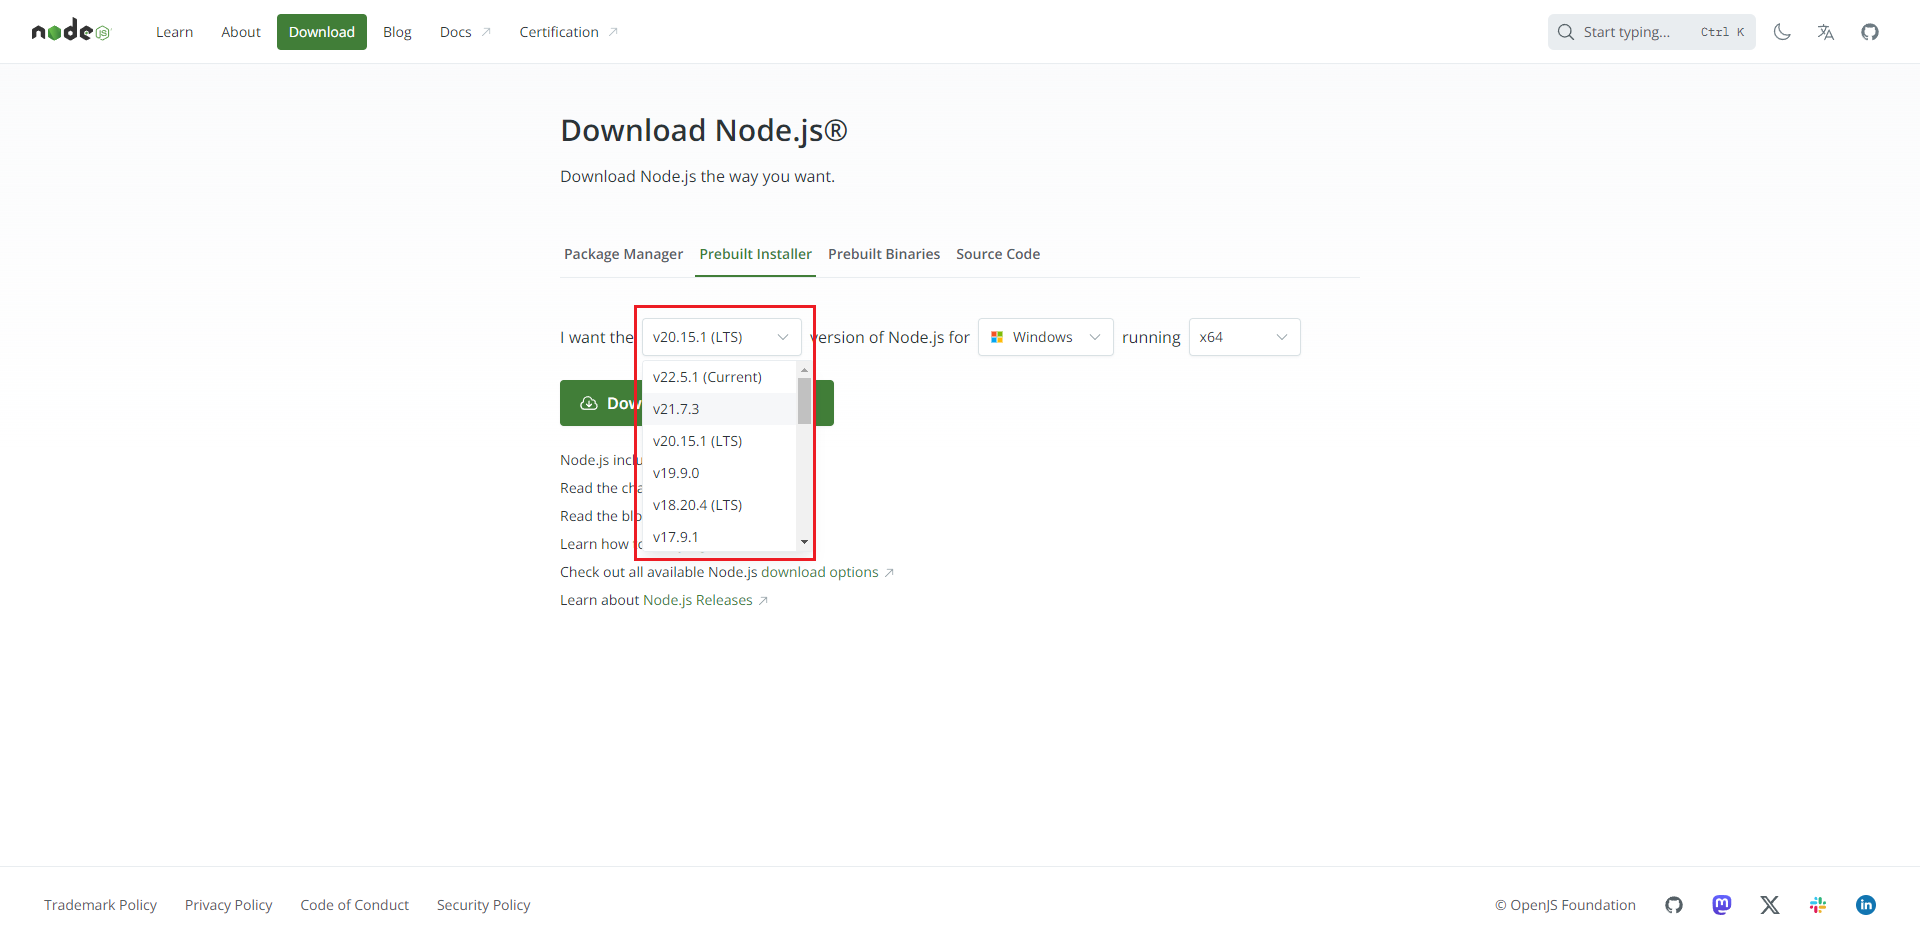 node JS
Learn About Download Blog Docs Certification Start typing... Ctrl K
Download Node.js®
Download Node.js the way you want.
Package Manager Prebuilt Installer Prebuilt Binaries Source Code
I want the v20.15.1 (LTS) version of Node.js for Windows running x64
v22.5.1 (Current)
v21.7.3
v20.15.1 (LTS)
v19.9.0
v18.20.4 (LTS)
v17.9.1
Node.js
Read the
Read the
Learn how
Check out all available Node.js download options
Learn about Node.js Releases
Trademark Policy Privacy Policy Code of Conduct Security Policy © OpenJS Foundation